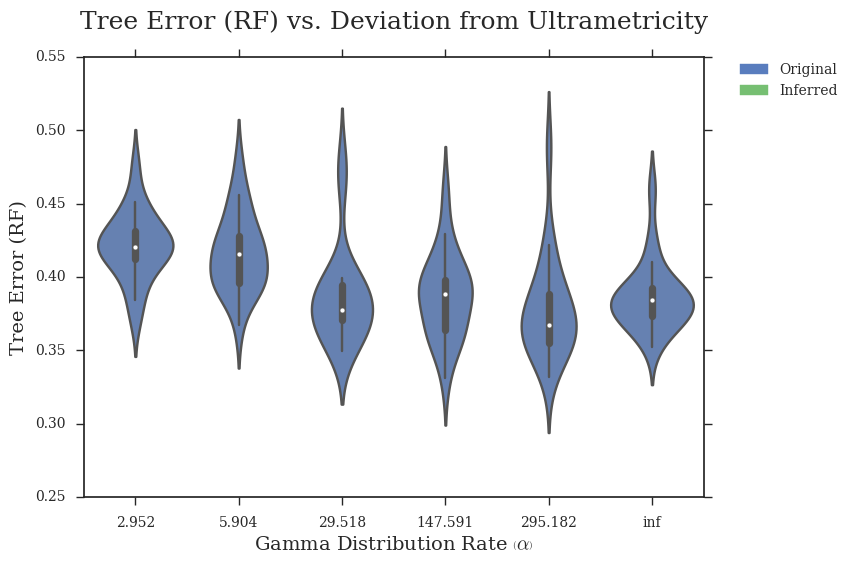 Tree Error (RF) vs. Deviation from Ultrametricity
0.55
0.50
0.45
0.40
0.35
0.30
0.25
Tree Error (RF)
2.952 5.904 29.518 147.591 295.182 inf
Gamma Distribution Rate (α)
Original
Inferred